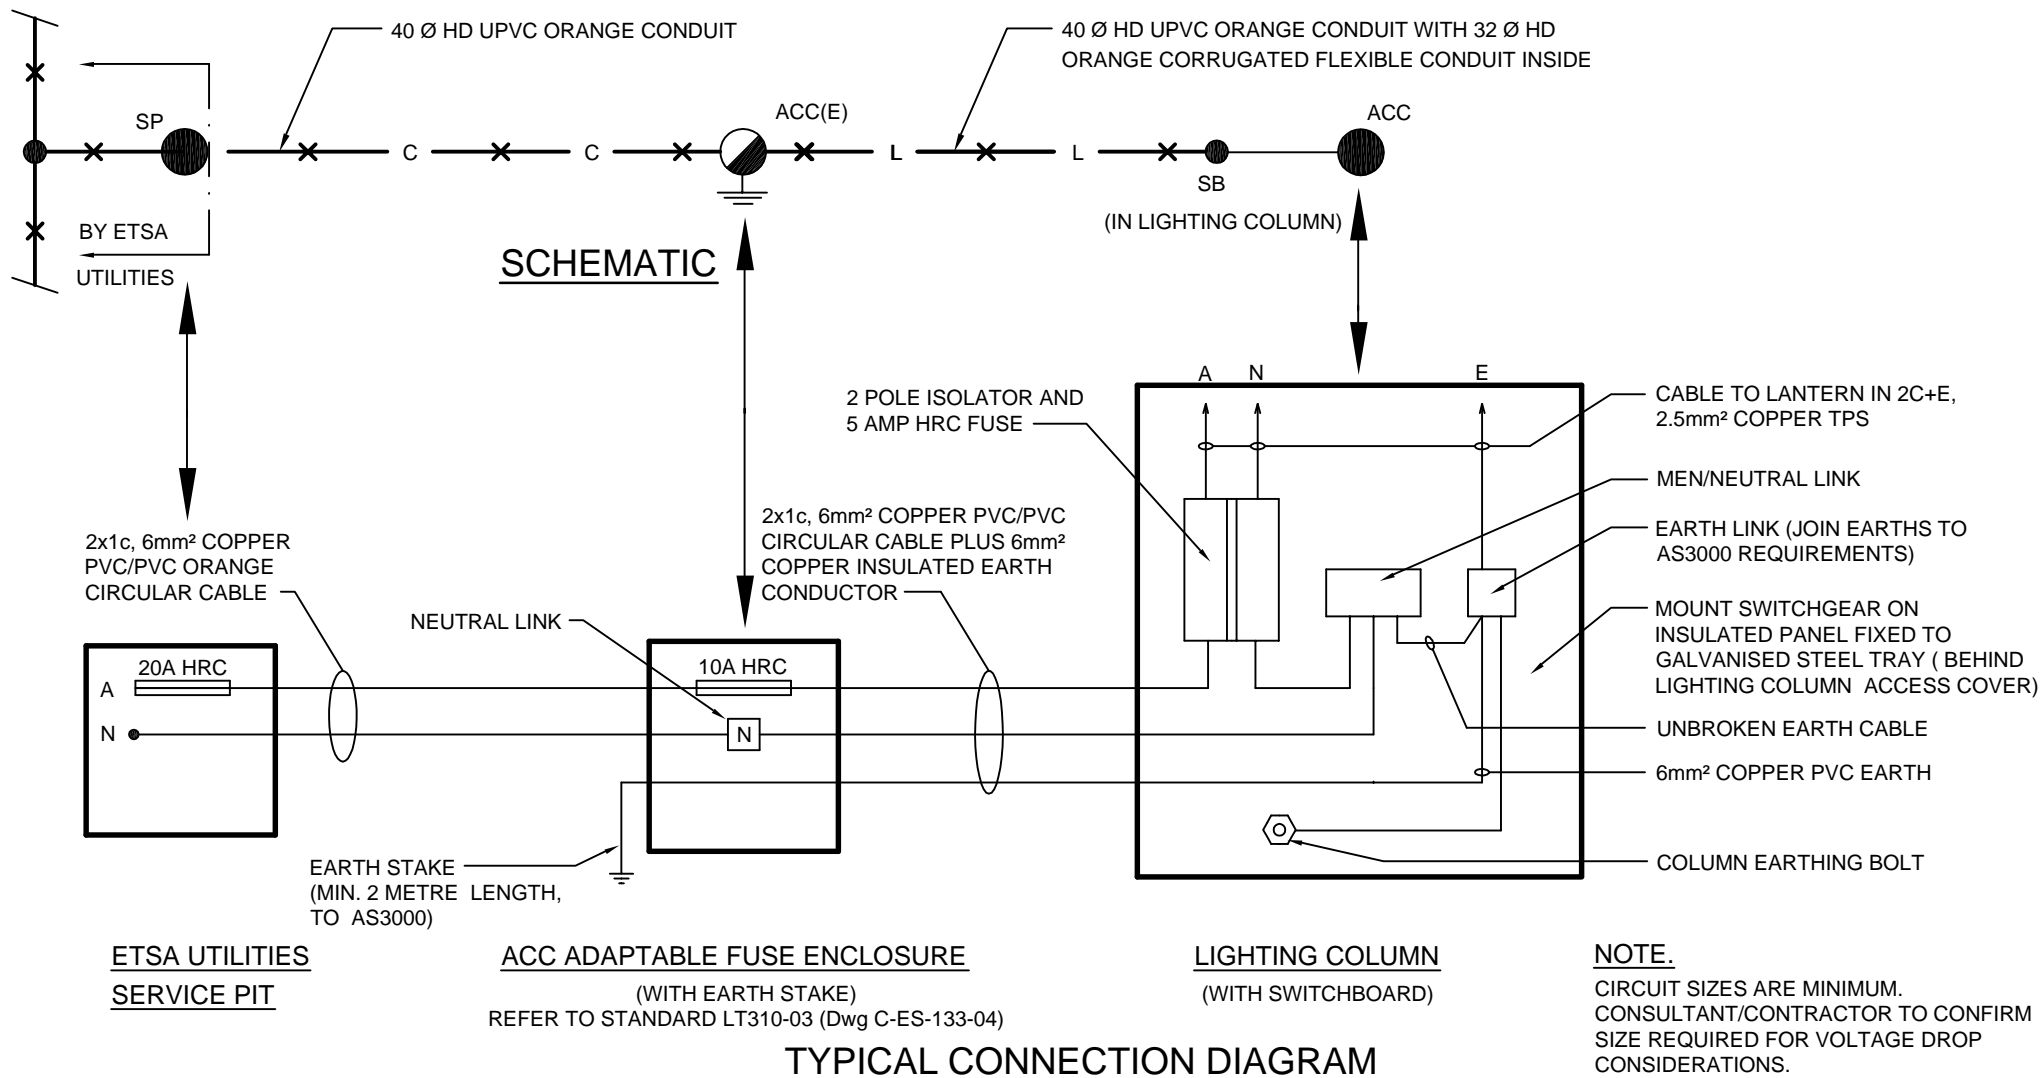 40 Ø HD UPVC ORANGE CONDUIT
40 Ø HD UPVC ORANGE CONDUIT WITH 32 Ø HD
ORANGE CORRUGATED FLEXIBLE CONDUIT INSIDE
SP
ACC(E)
ACC
C
C
L
L
SB
(IN LIGHTING COLUMN)
BY ETSA
UTILITIES
SCHEMATIC
A
N
E
2 POLE ISOLATOR AND
5 AMP HRC FUSE
CABLE TO LANTERN IN 2C+E,
2.5mm² COPPER TPS
MEN/NEUTRAL LINK
EARTH LINK (JOIN EARTHS TO
AS3000 REQUIREMENTS)
MOUNT SWITCHGEAR ON
INSULATED PANEL FIXED TO
GALVANISED STEEL TRAY ( BEHIND
LIGHTING COLUMN ACCESS COVER)
UNBROKEN EARTH CABLE
6mm² COPPER PVC EARTH
COLUMN EARTHING BOLT
2x1c, 6mm² COPPER
PVC/PVC ORANGE
CIRCULAR CABLE
2x1c, 6mm² COPPER PVC/PVC
CIRCULAR CABLE PLUS 6mm²
COPPER INSULATED EARTH
CONDUCTOR
NEUTRAL LINK
20A HRC
A
N
10A HRC
N
EARTH STAKE
(MIN. 2 METRE LENGTH,
TO AS3000)
ETSA UTILITIES
SERVICE PIT
ACC ADAPTABLE FUSE ENCLOSURE
(WITH EARTH STAKE)
REFER TO STANDARD LT310-03 (Dwg C-ES-133-04)
LIGHTING COLUMN
(WITH SWITCHBOARD)
NOTE.
CIRCUIT SIZES ARE MINIMUM.
CONSULTANT/CONTRACTOR TO CONFIRM
SIZE REQUIRED FOR VOLTAGE DROP
CONSIDERATIONS.
TYPICAL CONNECTION DIAGRAM